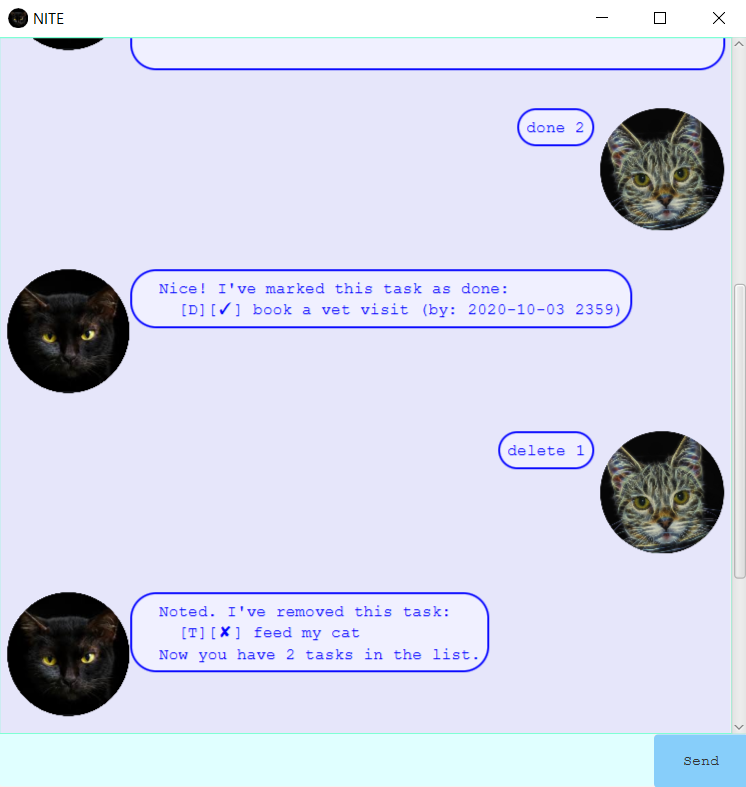 NITE
done 2
Nice! I've marked this task as done:
[D][✓] book a vet visit (by: 2020-10-03 2359)
delete 1
Noted. I've removed this task:
[T][✘] feed my cat
Now you have 2 tasks in the list.
Send